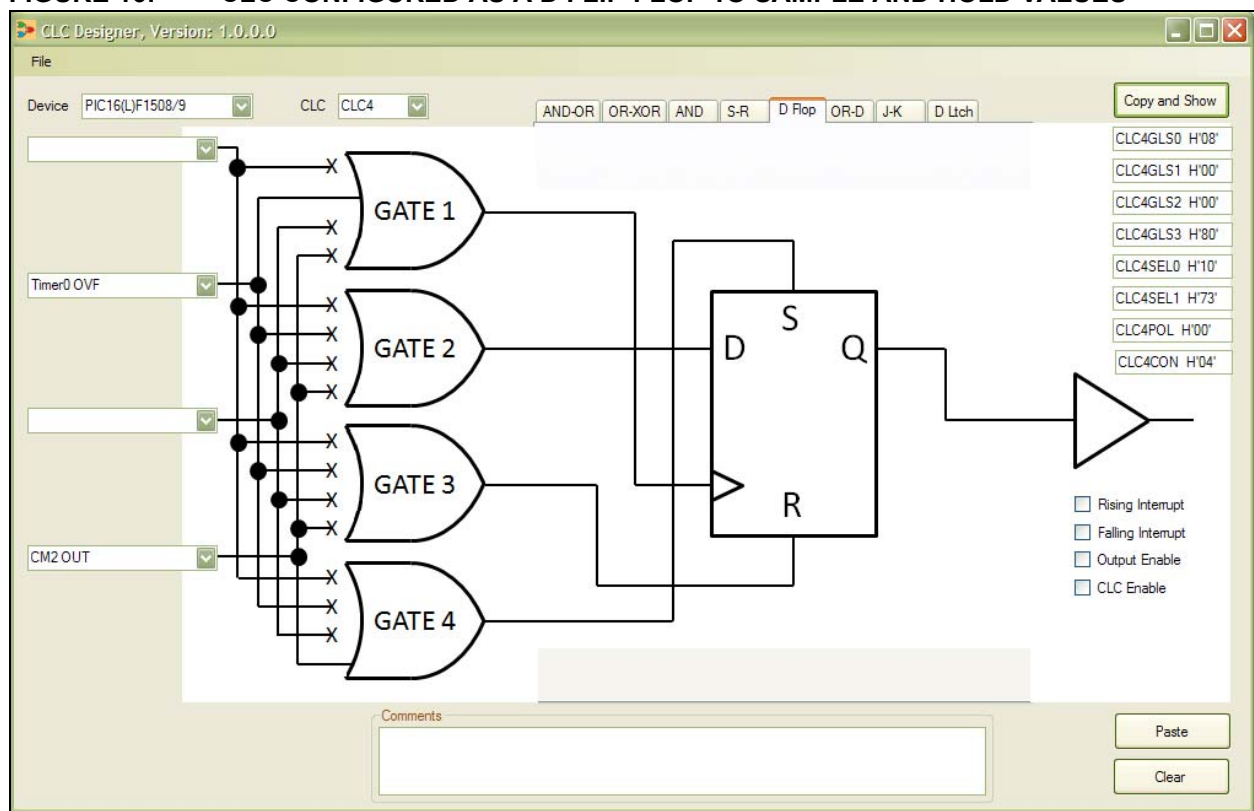 FIGURE 10: CLC CONFIGURED AS A D FLIP-FLOP TO SAMPLE AND HOLD VALUES
CLC Designer, Version: 1.0.0.0
File
Device PIC16(L)F1508/9 CLC CLC4
AND-OR OR-XOR AND S-R D Flop OR-D J-K D Ltch
Copy and Show
CLC4GLS0 H'08'
CLC4GLS1 H'00'
CLC4GLS2 H'00'
CLC4GLS3 H'80'
CLC4SEL0 H'10'
CLC4SEL1 H'73'
CLC4POL H'00'
CLC4CON H'04'
Timer0 OVF
CM2 OUT
X
GATE 1
X
X
X
X
X
X
GATE 2
X
X
X
X
GATE 3
X
X
X
GATE 4
S
D
Q
R
Rising Interrupt
Falling Interrupt
Output Enable
CLC Enable
Comments
Paste
Clear